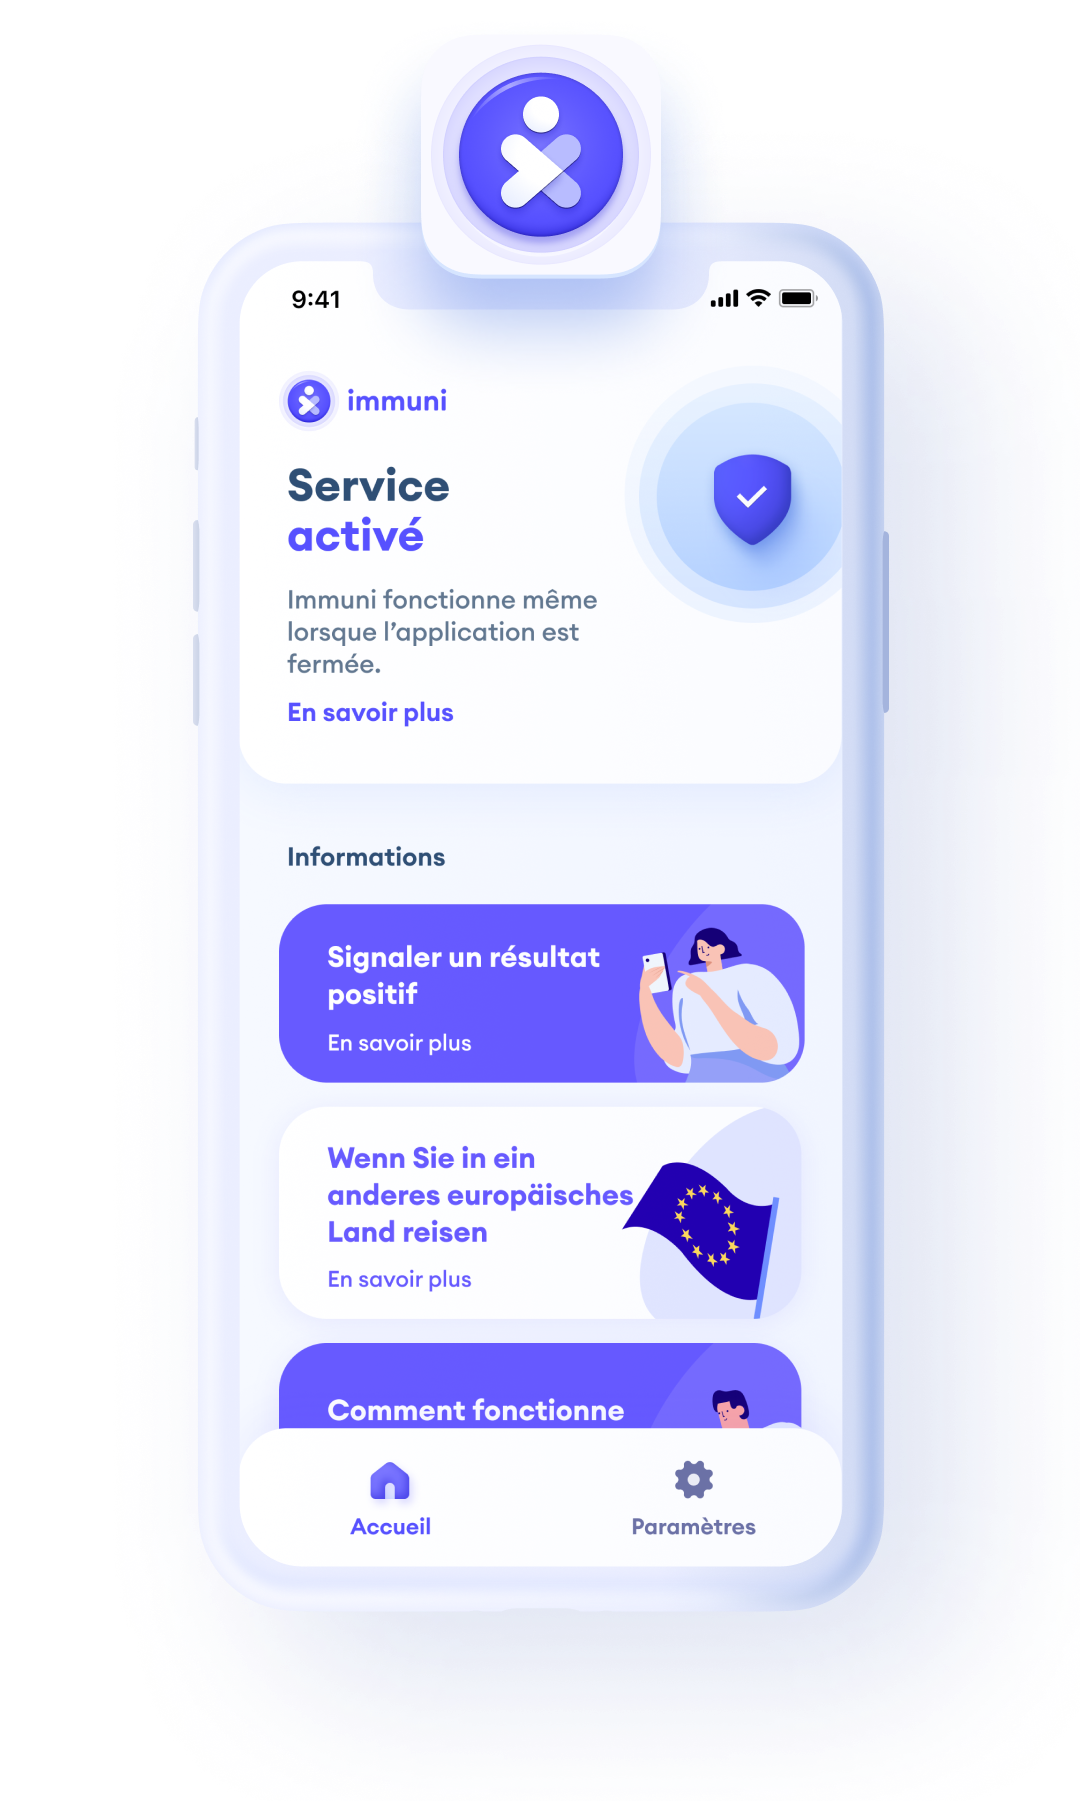 9:41
immuni
Service
activé
Immuni fonctionne même
lorsque l’application est
fermée.
En savoir plus
Informations
Signaler un résultat
positif
En savoir plus
Wenn Sie in ein
anderes europäisches
Land reisen
En savoir plus
Comment fonctionne
Accueil
Paramètres